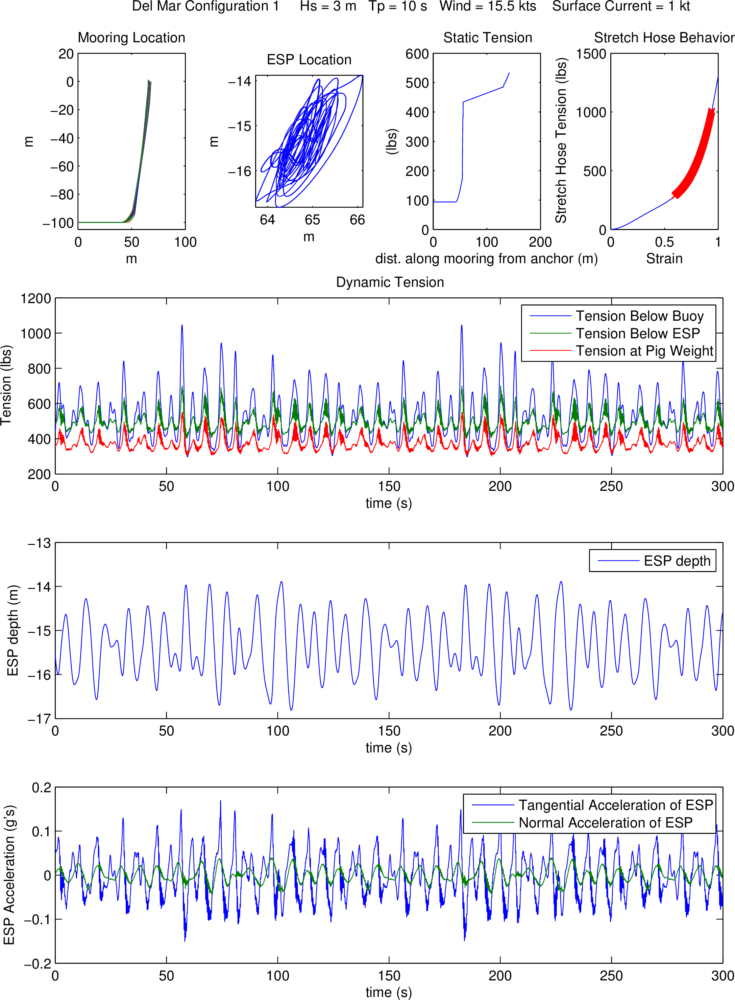 Del Mar Configuration 1 Hs = 3 m Tp = 10 s Wind = 15.5 kts Surface Current = 1 kt
Mooring Location
20
0
−20
−40
−60
−80
−100
m
0 50 100
m
ESP Location
−14
−15
−16
m
64 65 66
m
Static Tension
600
500
400
300
200
100
0
(lbs)
0 100 200
dist. along mooring from anchor (m)
Stretch Hose Behavior
1500
1000
500
0
Stretch Hose Tension (lbs)
0 0.5 1
Strain
Dynamic Tension
1200
1000
800
600
400
200
Tension (lbs)
Tension Below Buoy
Tension Below ESP
Tension at Pig Weight
0 50 100 150 200 250 300
time (s)
−13
−14
−15
−16
−17
ESP depth (m)
ESP depth
0 50 100 150 200 250 300
time (s)
0.2
0.1
0
−0.1
−0.2
ESP Acceleration (g's)
Tangential Acceleration of ESP
Normal Acceleration of ESP
0 50 100 150 200 250 300
time (s)